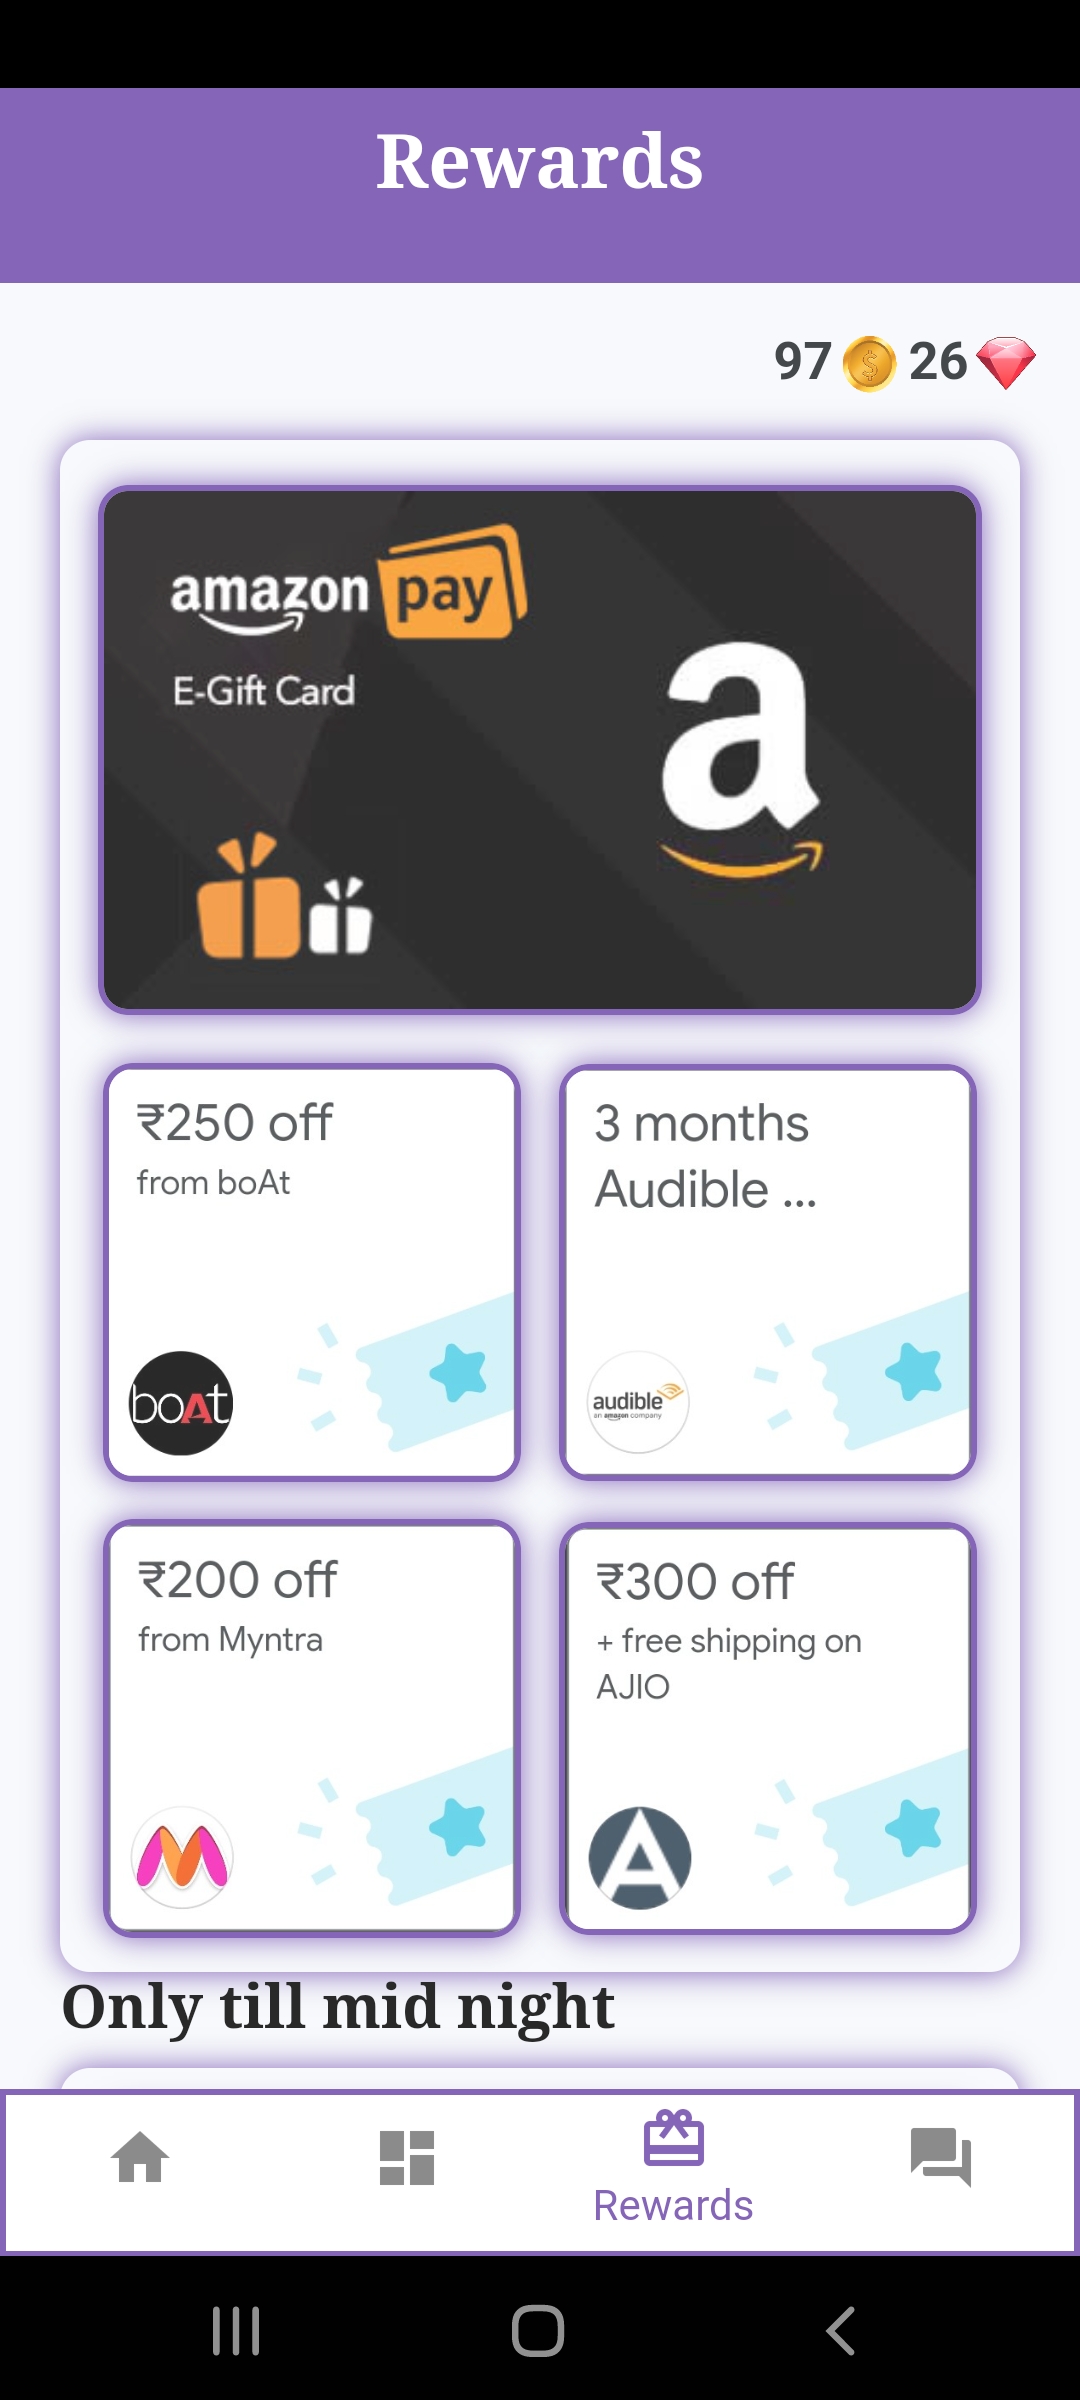 Rewards
97 26
amazon pay
E-Gift Card
a
₹250 off
from boAt
boAt
3 months
Audible ...
audible
an amazon company
₹200 off
from Myntra
₹300 off
+ free shipping on
AJIO
Only till mid night
Rewards